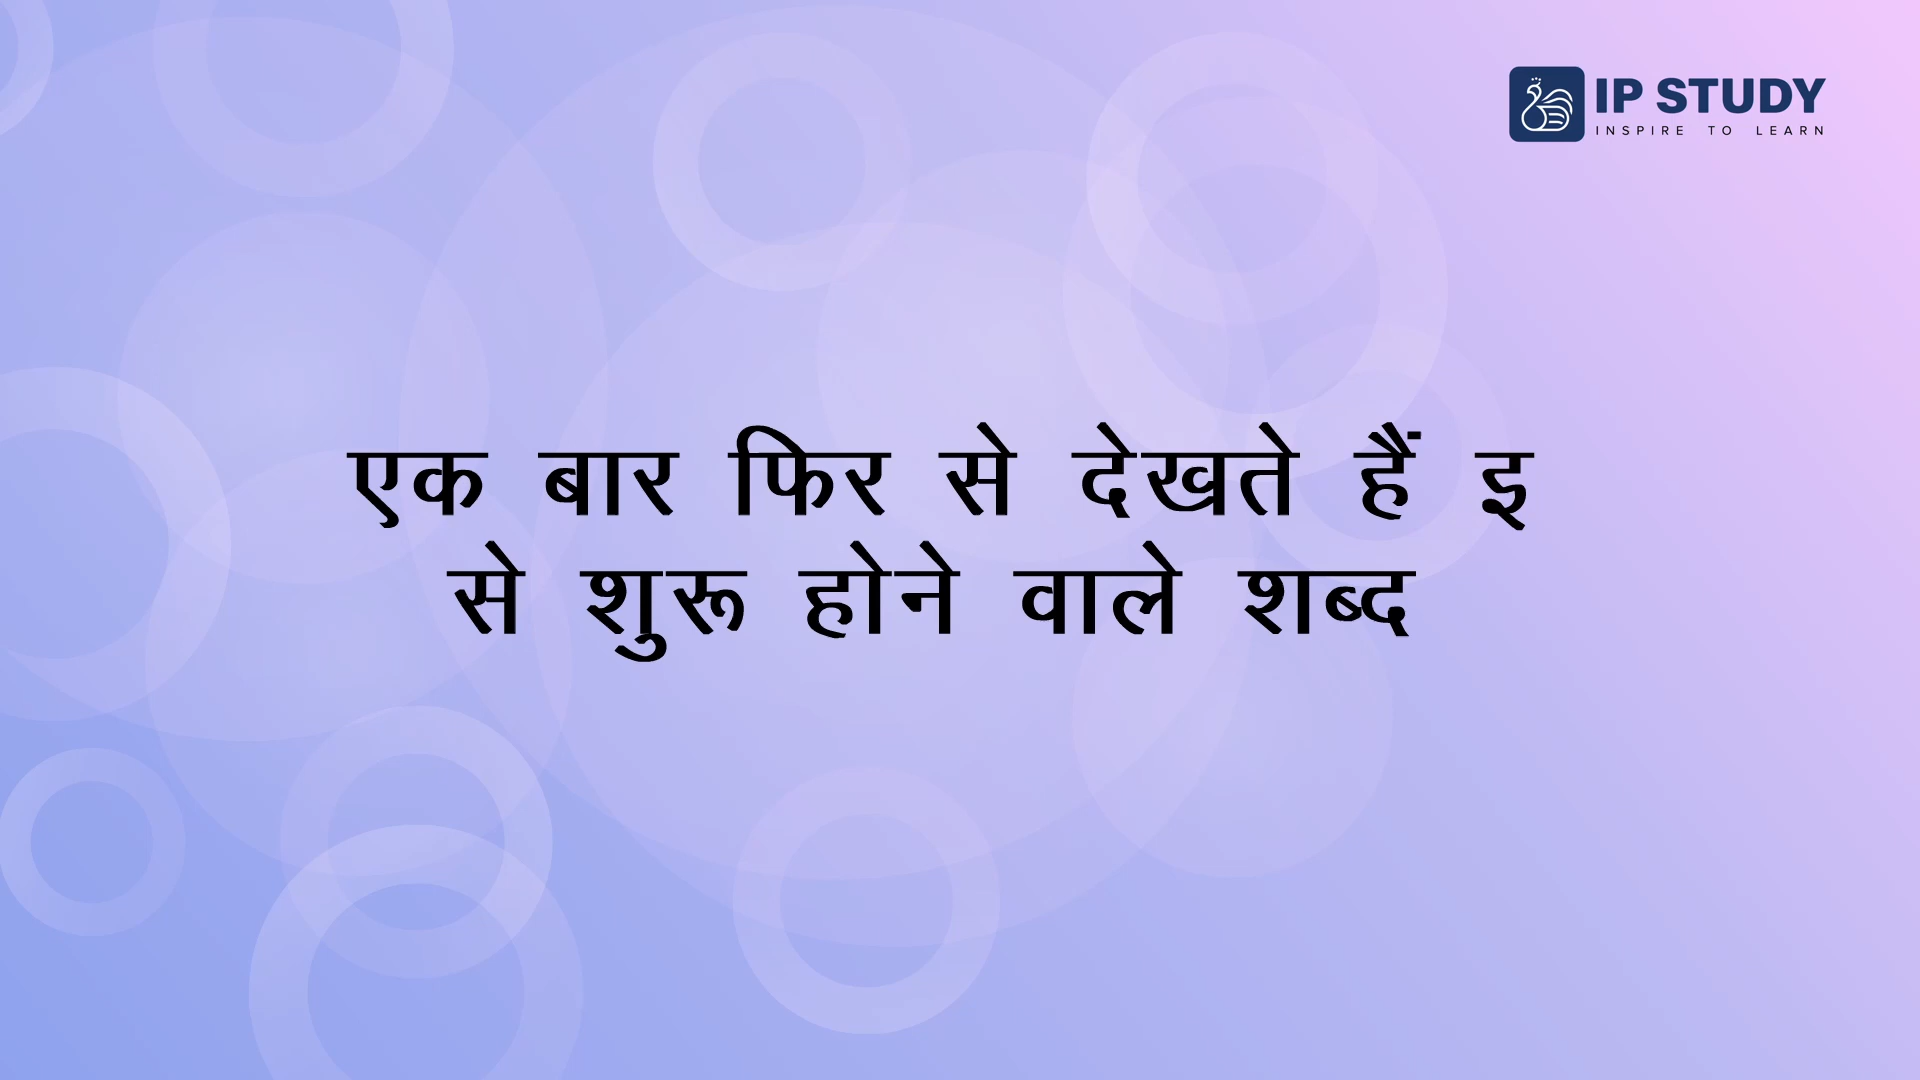 IP STUDY
INSPIRE TO LEARN
एक बार फिर से देखते हैं इ
से शुरू होने वाले शब्द